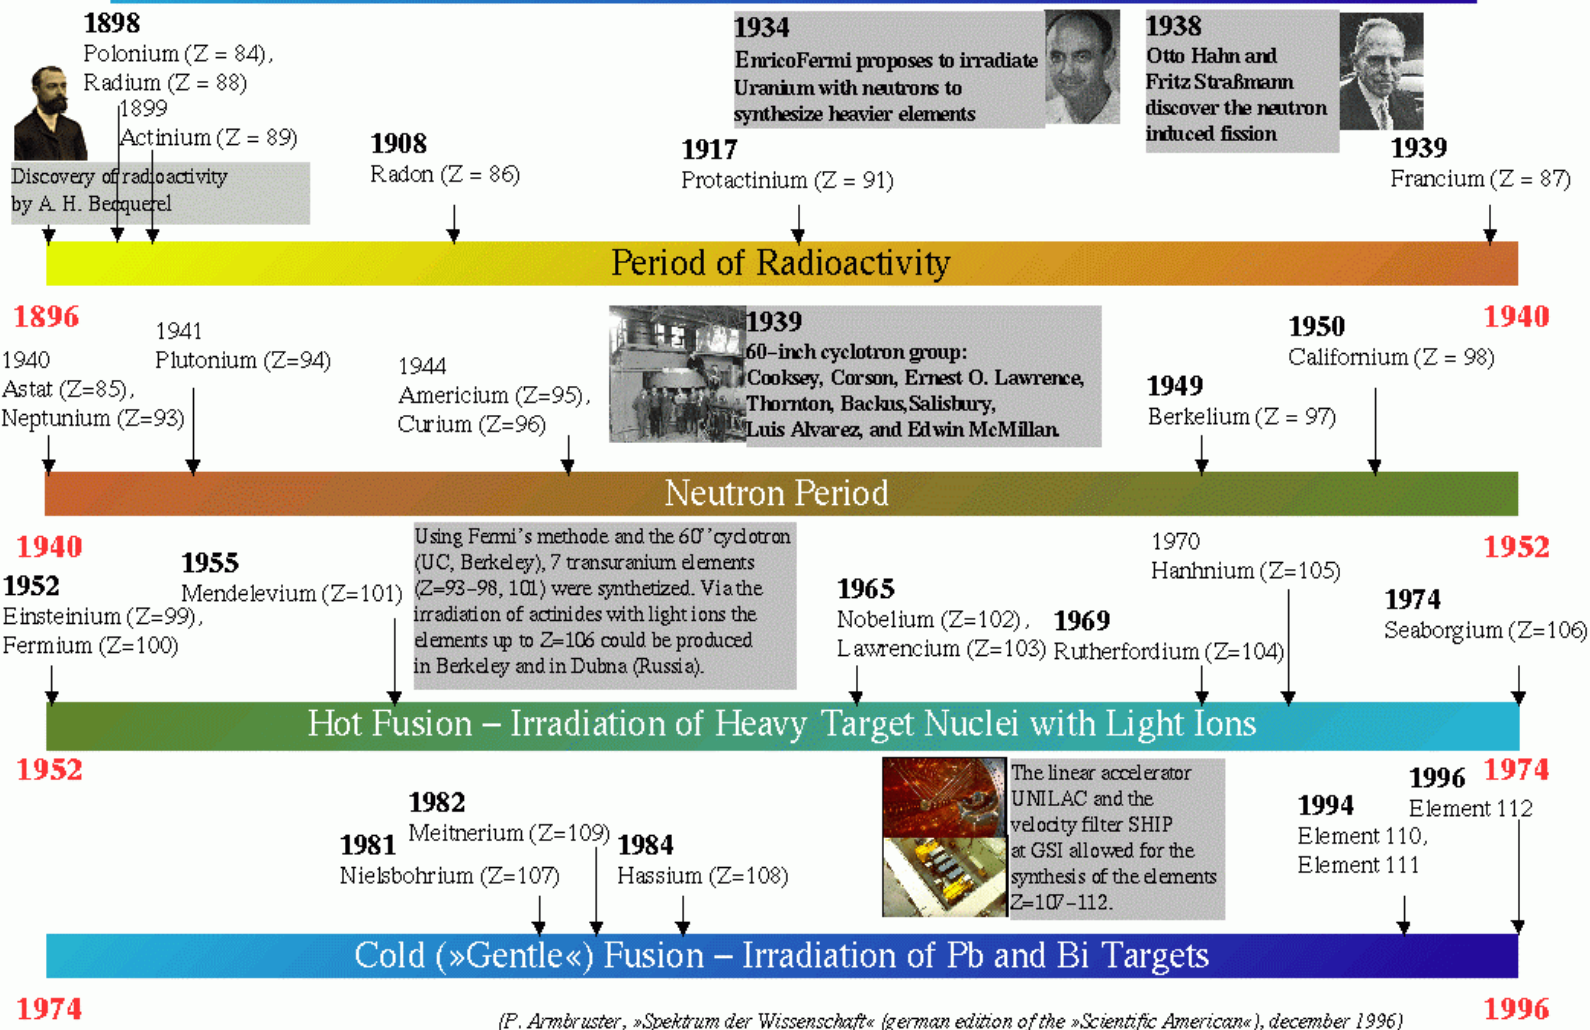 1898
Polonium (Z = 84),
Radium (Z = 88)
1899
Actinium (Z = 89)
Discovery of radioactivity
by A. H. Becquerel
1908
Radon (Z = 86)
1917
Protactinium (Z = 91)
1934
EnricoFermi proposes to irradiate
Uranium with neutrons to
synthesize heavier elements
1938
Otto Hahn and
Fritz Straßmann
discover the neutron
induced fission
1939
Francium (Z = 87)
Period of Radioactivity
1896
1940
1940
Astat (Z=85),
Neptunium (Z=93)
1941
Plutonium (Z=94)
1944
Americium (Z=95),
Curium (Z=96)
1939
60-inch cyclotron group:
Cooksey, Corson, Ernest O. Lawrence,
Thornton, Backus,Salisbury,
Luis Alvarez, and Edwin McMillan.
1949
Berkelium (Z = 97)
1950
Californium (Z = 98)
Neutron Period
1940
1952
1952
Einsteinium (Z=99),
Fermium (Z=100)
1955
Mendelevium (Z=101)
Using Fermi's methode and the 60''cyclotron
(UC, Berkeley), 7 transuranium elements
(Z=93–98, 101) were synthetized. Via the
irradiation of actinides with light ions the
elements up to Z=106 could be produced
in Berkeley and in Dubna (Russia).
1965
Nobelium (Z=102),
Lawrencium (Z=103)
1969
Rutherfordium (Z=104)
1970
Hanhnium (Z=105)
1974
Seaborgium (Z=106)
Hot Fusion – Irradiation of Heavy Target Nuclei with Light Ions
1952
1974
1981
Nielsbohrium (Z=107)
1982
Meitnerium (Z=109)
1984
Hassium (Z=108)
The linear accelerator
UNILAC and the
velocity filter SHIP
at GSI allowed for the
synthesis of the elements
Z=107–112.
1994
Element 110,
Element 111
1996
Element 112
Cold (»Gentle«) Fusion – Irradiation of Pb and Bi Targets
1974
1996
(P. Armbruster, »Spektrum der Wissenschaft« (german edition of the »Scientific American«), december 1996)